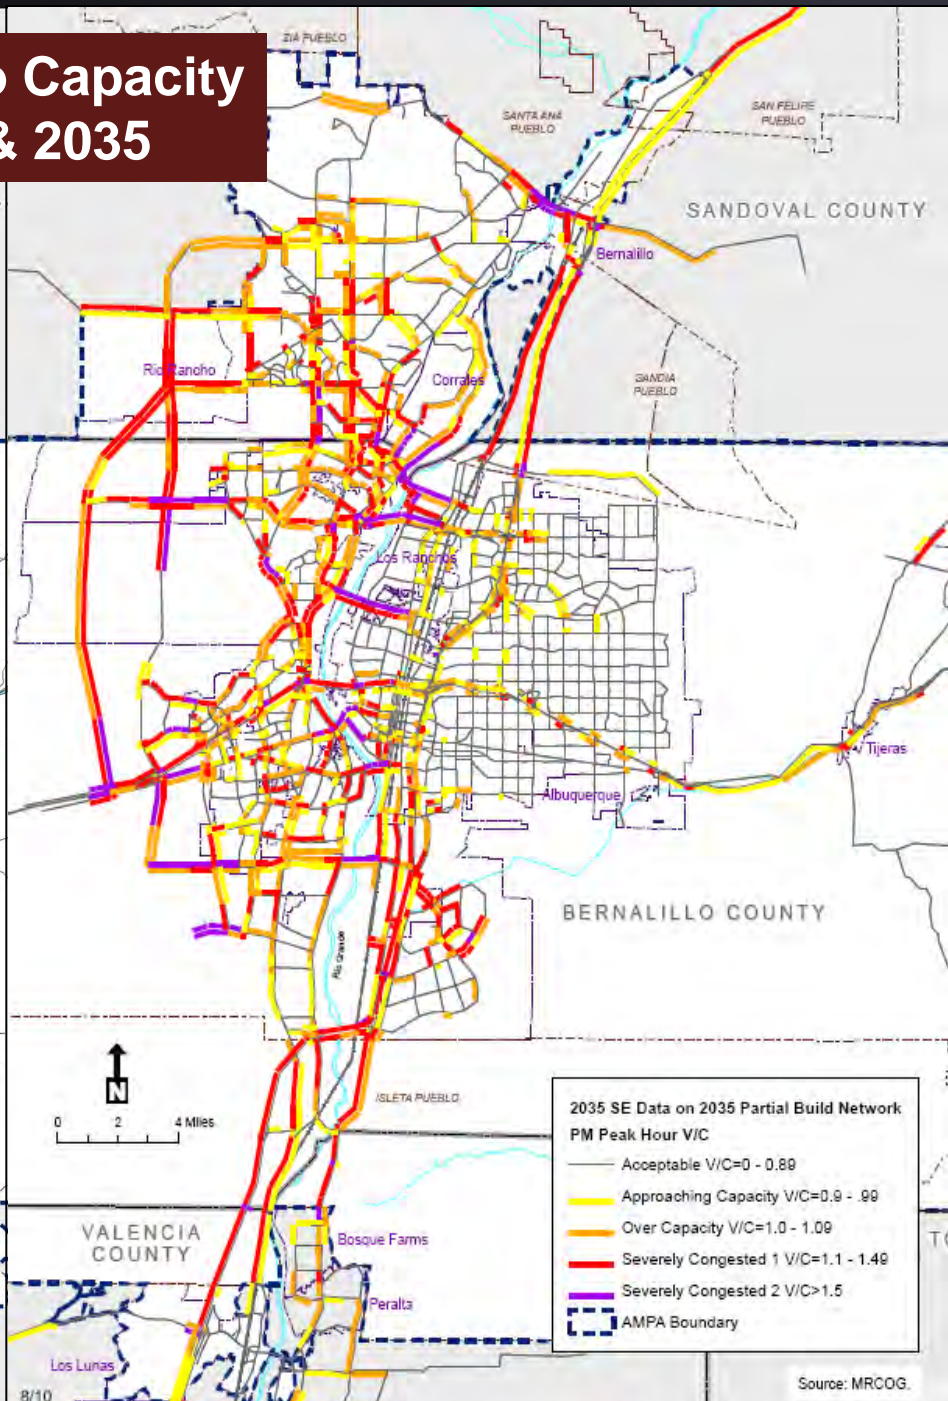 o Capacity
& 2035
ZIA PUEBLO
SANTA ANA
PUEBLO
SAN FELIPE
PUEBLO
SANDOVAL COUNTY
Bernalillo
Rio Rancho
Corrales
SANDIA
PUEBLO
Los Ranchos
Tijeras
Albuquerque
BERNALILLO COUNTY
Rio Grande
N
0 2 4 Miles
ISLETA PUEBLO
2035 SE Data on 2035 Partial Build Network
PM Peak Hour V/C
Acceptable V/C=0 - 0.89
Approaching Capacity V/C=0.9 - .99
Over Capacity V/C=1.0 - 1.09
Severely Congested 1 V/C=1.1 - 1.49
Severely Congested 2 V/C>1.5
AMPA Boundary
VALENCIA
COUNTY
Bosque Farms
Peralta
Los Lunas
Source: MRCOG.
8/10